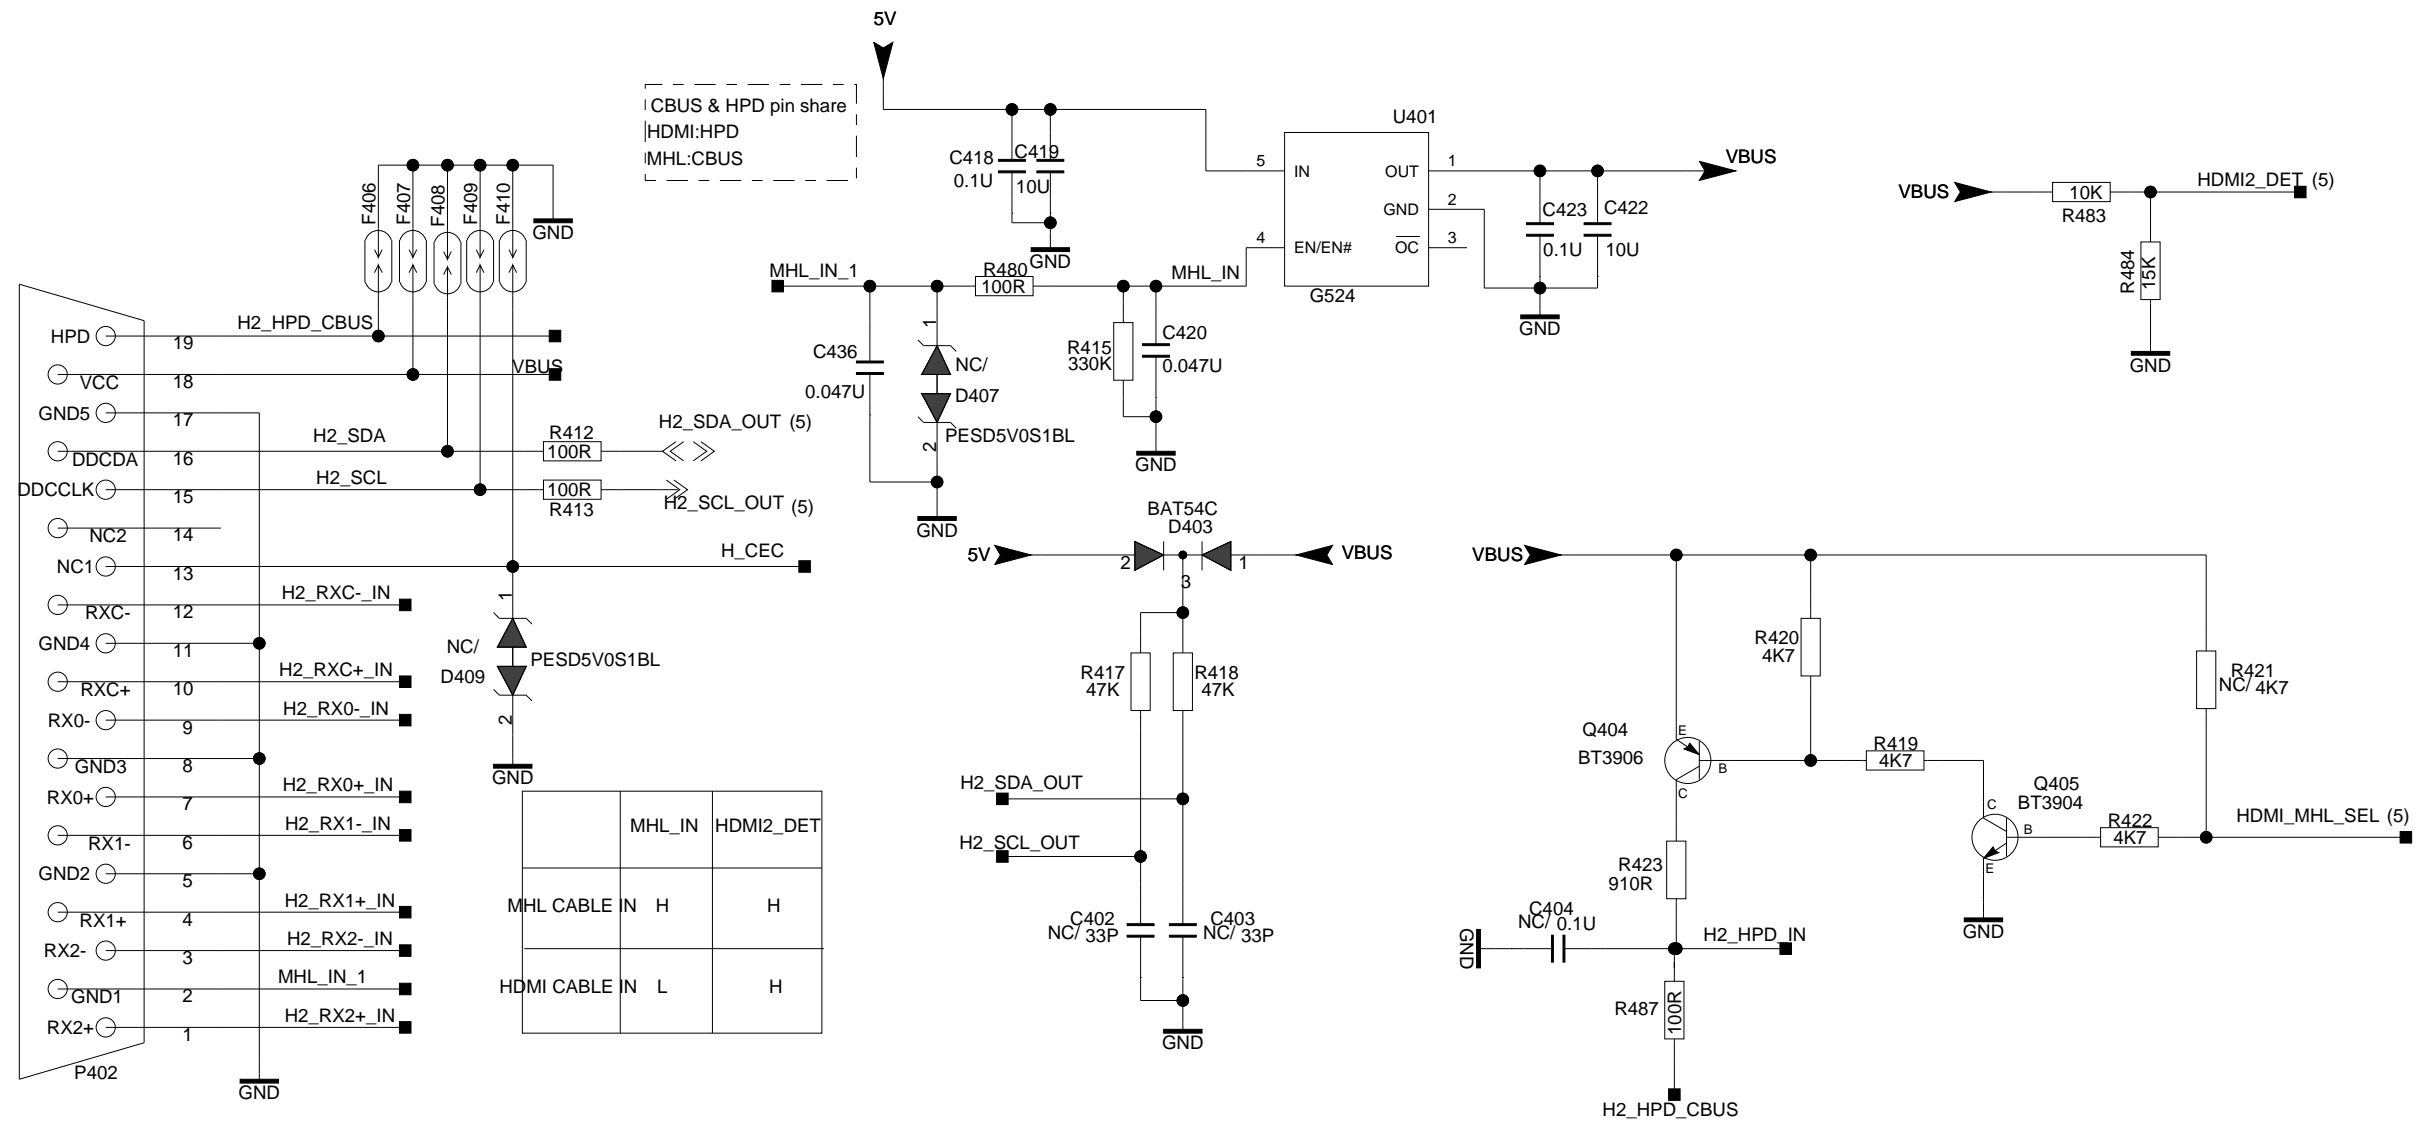 5V
CBUS & HPD pin share
HDMI:HPD
MHL:CBUS
C418
0.1U
C419
10U
GND
U401
5
IN
OUT
1
GND
2
4
EN/EN#
OC
3
G524
VBUS
C423
0.1U
C422
10U
GND
VBUS
10K
R483
HDMI2_DET (5)
R484
15K
GND
F406
F407
F408
F409
F410
GND
MHL_IN_1
R480
100R
MHL_IN
C436
0.047U
1
NC/
D407
2
PESD5V0S1BL
GND
R415
330K
C420
0.047U
GND
HPD
19
H2_HPD_CBUS
VCC
18
VBUS
GND5
17
DDCDA
16
H2_SDA
R412
100R
H2_SDA_OUT (5)
DDCCLK
15
H2_SCL
100R
R413
H2_SCL_OUT (5)
NC2
14
NC1
13
H_CEC
RXC-
12
H2_RXC-_IN
GND4
11
RXC+
10
H2_RXC+_IN
RX0-
9
H2_RX0-_IN
GND3
8
RX0+
7
H2_RX0+_IN
RX1-
6
H2_RX1-_IN
GND2
5
RX1+
4
H2_RX1+_IN
RX2-
3
H2_RX2-_IN
GND1
2
MHL_IN_1
RX2+
1
H2_RX2+_IN
P402
GND
1
NC/
D409
PESD5V0S1BL
2
GND
MHL_IN
HDMI2_DET
MHL CABLE IN
H
H
HDMI CABLE IN
L
H
BAT54C
D403
5V
2
3
1
VBUS
R417
47K
R418
47K
H2_SDA_OUT
H2_SCL_OUT
C402
NC/ 33P
C403
NC/ 33P
GND
VBUS
R420
4K7
R421
NC/ 4K7
Q404
BT3906
E
B
C
R419
4K7
Q405
BT3904
C
B
E
R422
4K7
HDMI_MHL_SEL (5)
GND
R423
910R
C404
NC/ 0.1U
GND
H2_HPD_IN
R487
100R
H2_HPD_CBUS